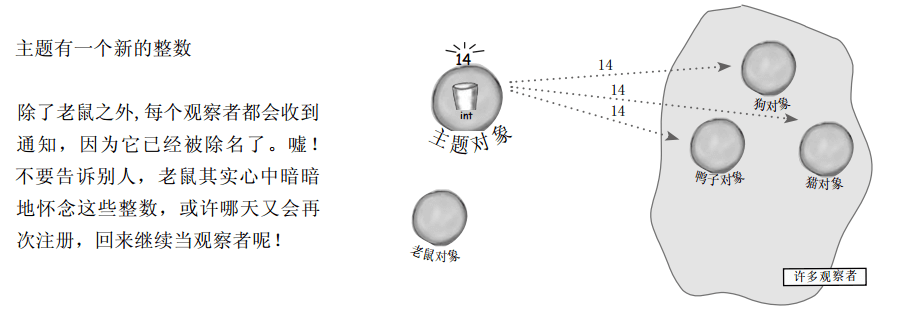 主题有一个新的整数
除了老鼠之外,每个观察者都会收到
通知，因为它已经被除名了。嘘！
不要告诉别人，老鼠其实心中暗暗
地怀念这些整数，或许哪天又会再
次注册，回来继续当观察者呢！
14
int
主题对象
老鼠对象
14
14
14
狗对象
鸭子对象
猫对象
许多观察者